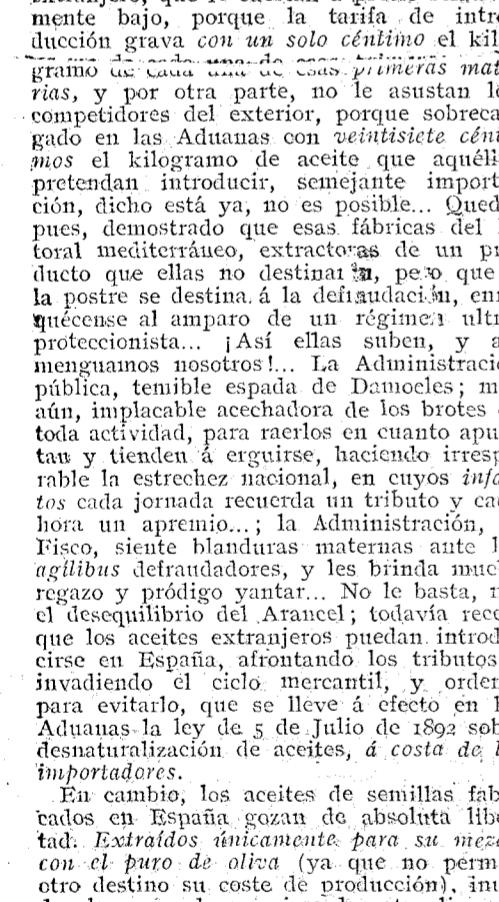 mente bajo, porque la tarifa de intro
ducción grava con un solo céntimo el kil
gramo de cada una de esas primeras mat
rias, y por otra parte, no le asustan l
competidores del exterior, porque sobreca
gado en las Aduanas con veintisiete cént
mos el kilogramo de aceite que aquéll
pretendan introducir, semejante import
ción, dicho está ya, no es posible... Qued
pues, demostrado que esas fábricas del
toral mediterráneo, extractoras de un pr
ducto que ellas no destinarían, pero que
la postre se destina á la defraudación, enr
quécense al amparo de un régimen ultr
proteccionista... ¡Así ellas suben, y a
menguamos nosotros!... La Administraci
pública, temible espada de Damocles; m
aún, implacable acechadora de los brotes
toda actividad, para raerlos en cuanto apu
tan y tienden á erguirse, haciendo irresp
rable la estrechez nacional, en cuyos infa
tos cada jornada recuerda un tributo y ca
hora un apremio...; la Administración,
Fisco, siente blanduras maternas ante l
agilibus defraudadores, y les brinda muel
regazo y pródigo yantar... No le basta, n
el desequilibrio del Arancel; todavía rece
que los aceites extranjeros puedan introd
cirse en España, afrontando los tributos
invadiendo el ciclo mercantil, y orden
para evitarlo, que se lleve á efecto en l
Aduanas la ley de 5 de Julio de 1892 sob
desnaturalización de aceites, á costa de l
importadores.
En cambio, los aceites de semillas fab
cados en España gozan de absoluta libe
tad. Extraídos únicamente para su mezc
con el puro de oliva (ya que no perm
otro destino su coste de producción), inu